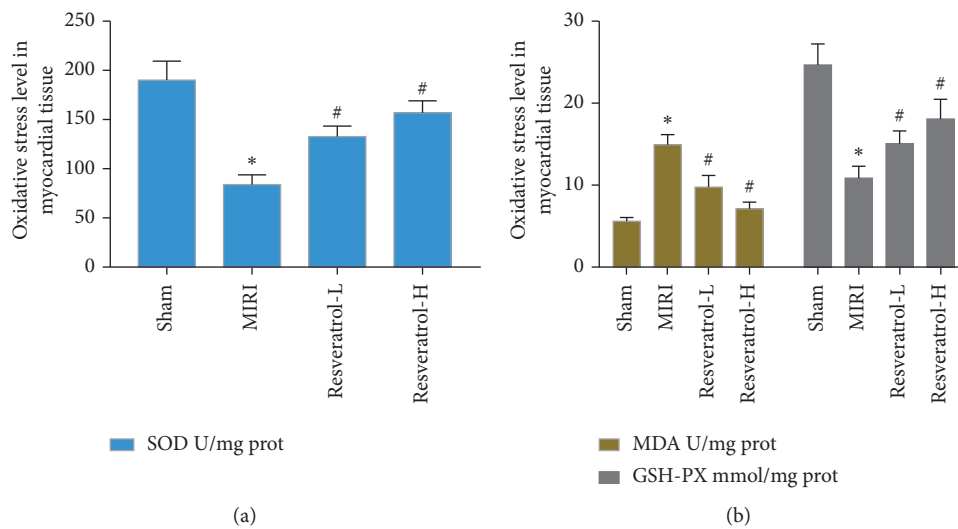 Oxidative stress level in
myocardial tissue
250
200
150
100
50
0
*
#
#
Sham
MIRI
Resveratrol-L
Resveratrol-H
SOD U/mg prot
(a)
Oxidative stress level in
myocardial tissue
30
20
10
0
*
#
#
*
#
#
Sham
MIRI
Resveratrol-L
Resveratrol-H
Sham
MIRI
Resveratrol-L
Resveratrol-H
MDA U/mg prot
GSH-PX mmol/mg prot
(b)